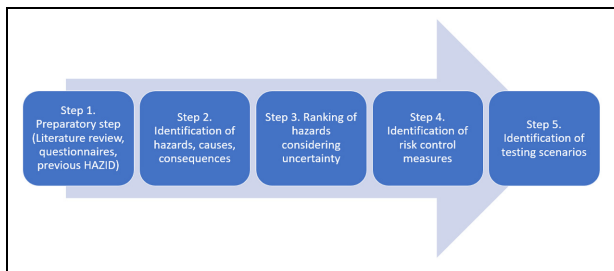 Step 1.
Preparatory step
(Literature review,
questionnaires,
previous HAZID)
Step 2.
Identification of
hazards, causes,
consequences
Step 3. Ranking of
hazards
considering
uncertainty
Step 4.
Identification of
risk control
measures
Step 5.
Identification of
testing scenarios